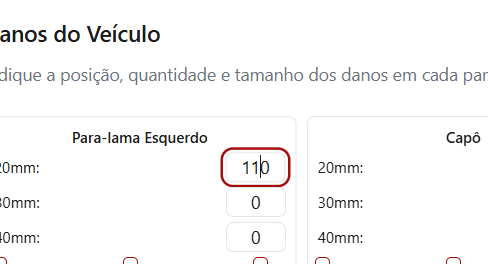 anos do Veículo
dique a posição, quantidade e tamanho dos danos em cada par
Para-lama Esquerdo
20mm: 110
30mm: 0
40mm: 0
Capô
20mm:
30mm:
40mm: